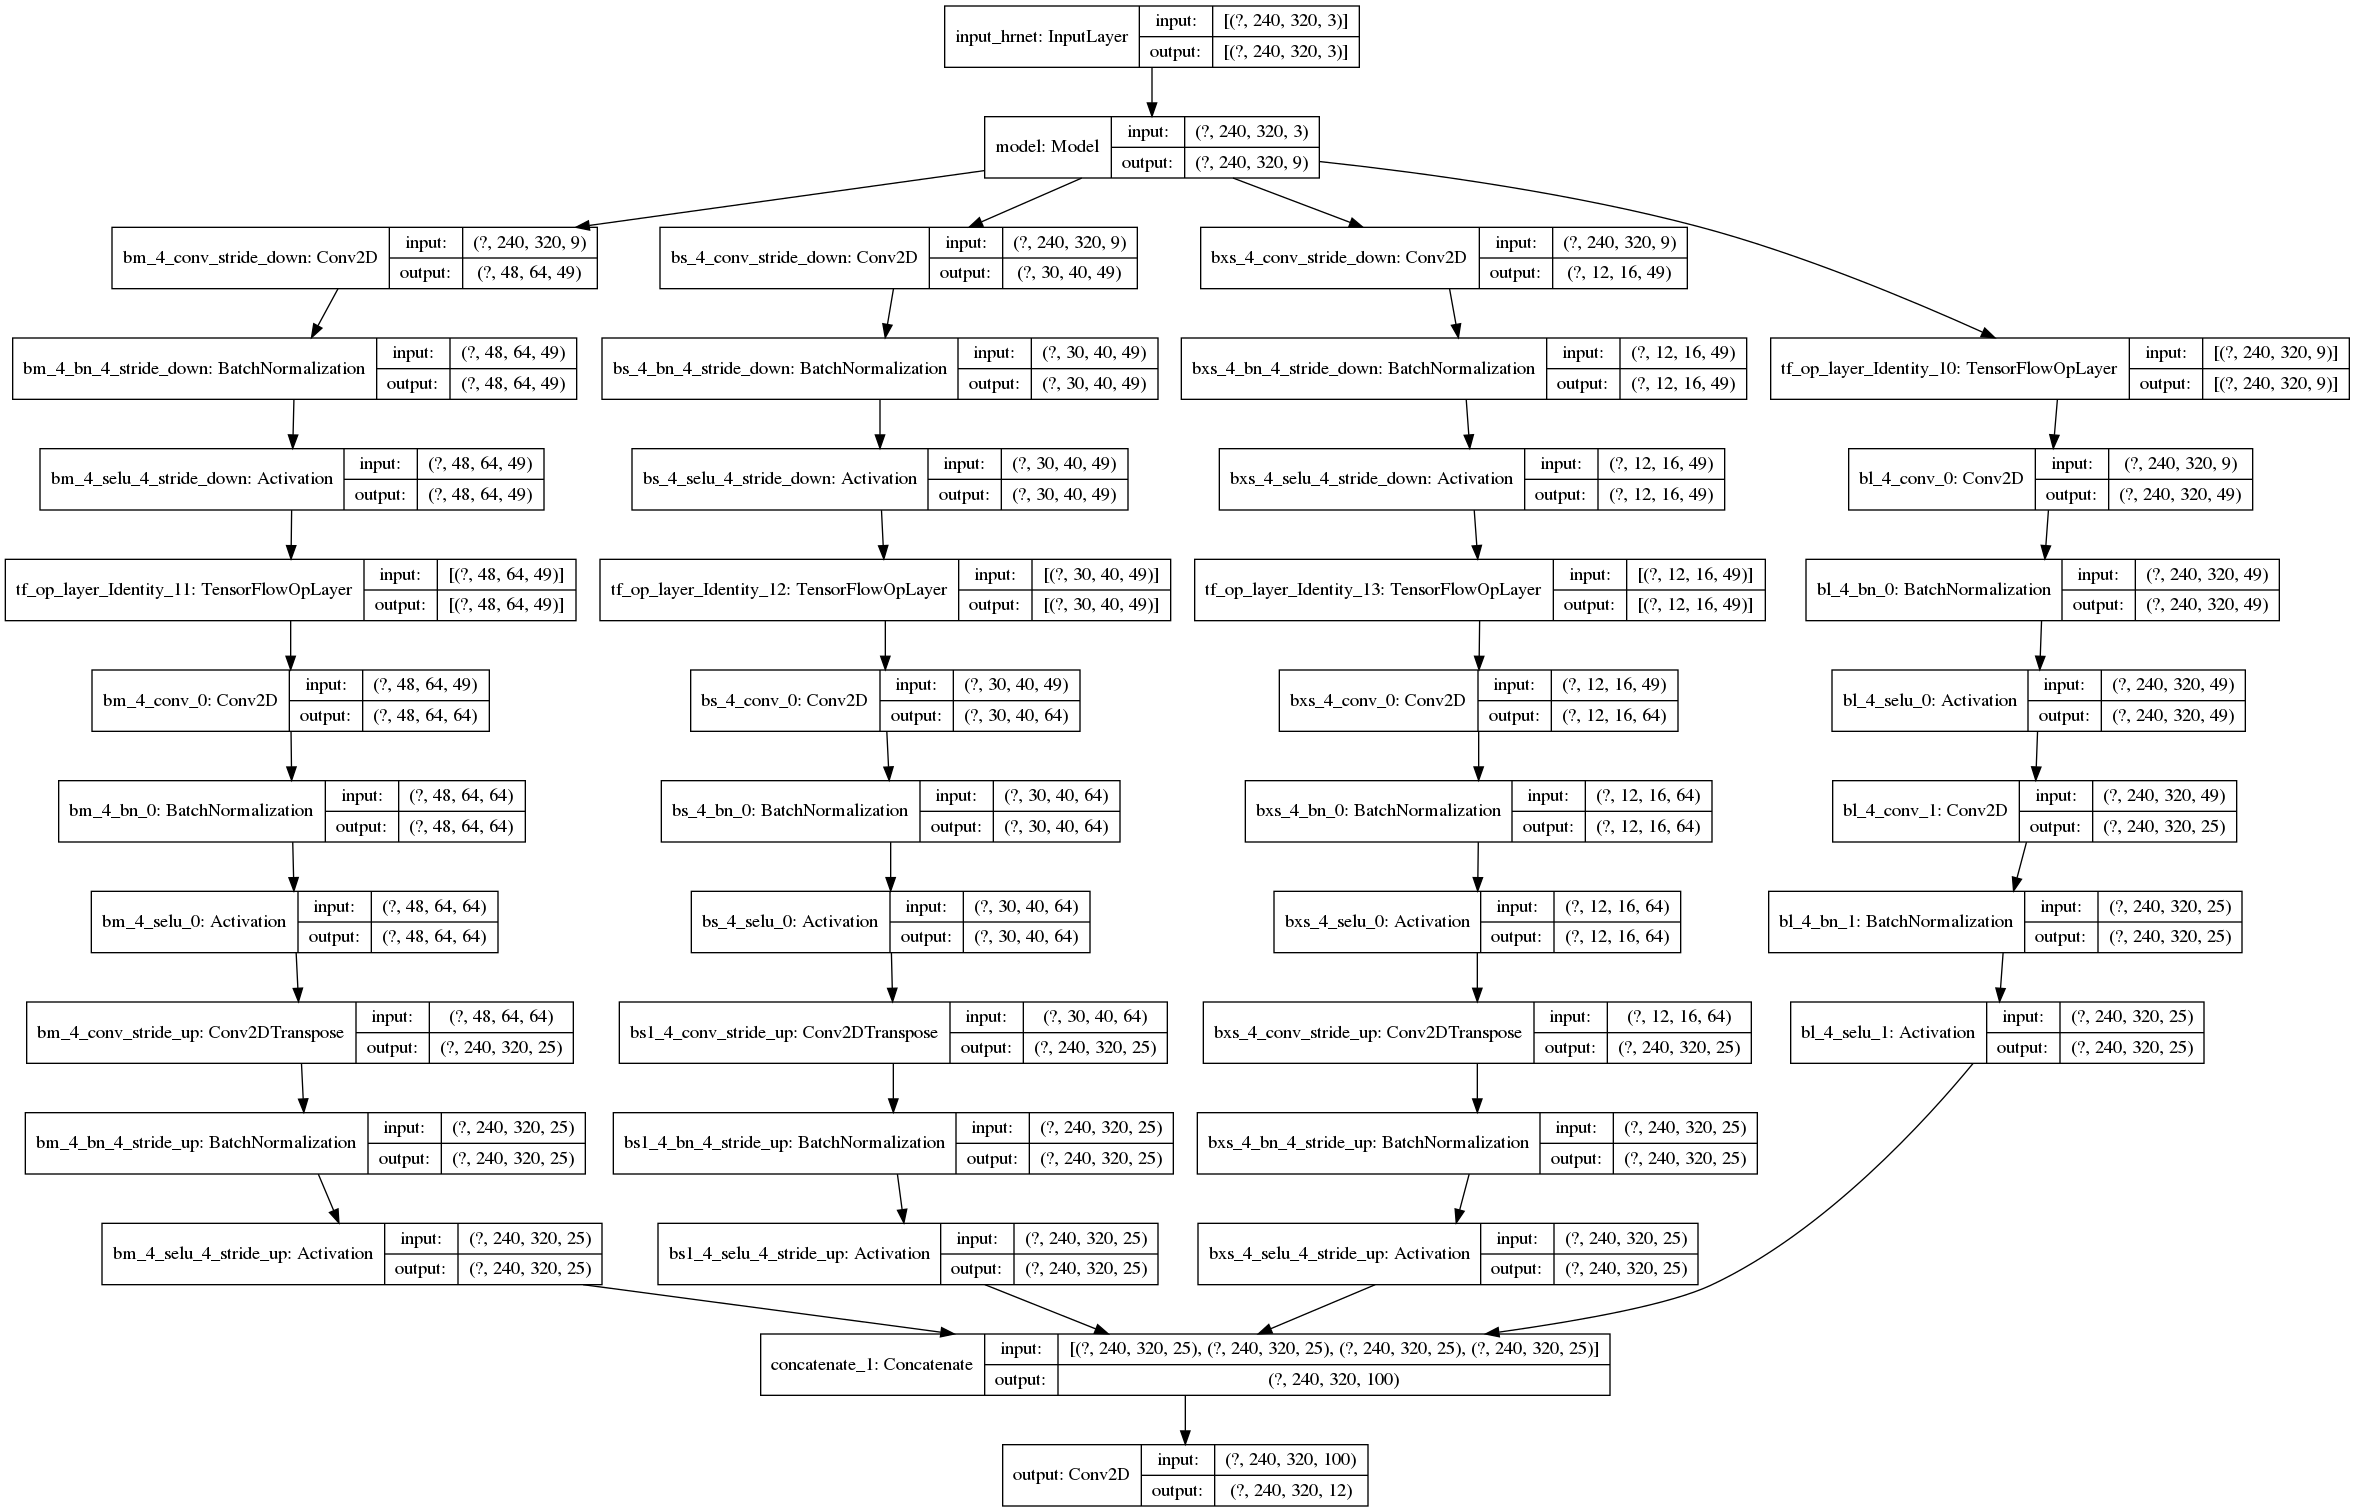 input_hrnet: InputLayer
input: [(?, 240, 320, 3)]
output: [(?, 240, 320, 3)]
model: Model
input: (?, 240, 320, 3)
output: (?, 240, 320, 9)
bm_4_conv_stride_down: Conv2D
input: (?, 240, 320, 9)
output: (?, 48, 64, 49)
bs_4_conv_stride_down: Conv2D
input: (?, 240, 320, 9)
output: (?, 30, 40, 49)
bxs_4_conv_stride_down: Conv2D
input: (?, 240, 320, 9)
output: (?, 12, 16, 49)
bm_4_bn_4_stride_down: BatchNormalization
input: (?, 48, 64, 49)
output: (?, 48, 64, 49)
bs_4_bn_4_stride_down: BatchNormalization
input: (?, 30, 40, 49)
output: (?, 30, 40, 49)
bxs_4_bn_4_stride_down: BatchNormalization
input: (?, 12, 16, 49)
output: (?, 12, 16, 49)
tf_op_layer_Identity_10: TensorFlowOpLayer
input: [(?, 240, 320, 9)]
output: [(?, 240, 320, 9)]
bm_4_selu_4_stride_down: Activation
input: (?, 48, 64, 49)
output: (?, 48, 64, 49)
bs_4_selu_4_stride_down: Activation
input: (?, 30, 40, 49)
output: (?, 30, 40, 49)
bxs_4_selu_4_stride_down: Activation
input: (?, 12, 16, 49)
output: (?, 12, 16, 49)
bl_4_conv_0: Conv2D
input: (?, 240, 320, 9)
output: (?, 240, 320, 49)
tf_op_layer_Identity_11: TensorFlowOpLayer
input: [(?, 48, 64, 49)]
output: [(?, 48, 64, 49)]
tf_op_layer_Identity_12: TensorFlowOpLayer
input: [(?, 30, 40, 49)]
output: [(?, 30, 40, 49)]
tf_op_layer_Identity_13: TensorFlowOpLayer
input: [(?, 12, 16, 49)]
output: [(?, 12, 16, 49)]
bl_4_bn_0: BatchNormalization
input: (?, 240, 320, 49)
output: (?, 240, 320, 49)
bm_4_conv_0: Conv2D
input: (?, 48, 64, 49)
output: (?, 48, 64, 64)
bs_4_conv_0: Conv2D
input: (?, 30, 40, 49)
output: (?, 30, 40, 64)
bxs_4_conv_0: Conv2D
input: (?, 12, 16, 49)
output: (?, 12, 16, 64)
bl_4_selu_0: Activation
input: (?, 240, 320, 49)
output: (?, 240, 320, 49)
bm_4_bn_0: BatchNormalization
input: (?, 48, 64, 64)
output: (?, 48, 64, 64)
bs_4_bn_0: BatchNormalization
input: (?, 30, 40, 64)
output: (?, 30, 40, 64)
bxs_4_bn_0: BatchNormalization
input: (?, 12, 16, 64)
output: (?, 12, 16, 64)
bl_4_conv_1: Conv2D
input: (?, 240, 320, 49)
output: (?, 240, 320, 25)
bm_4_selu_0: Activation
input: (?, 48, 64, 64)
output: (?, 48, 64, 64)
bs_4_selu_0: Activation
input: (?, 30, 40, 64)
output: (?, 30, 40, 64)
bxs_4_selu_0: Activation
input: (?, 12, 16, 64)
output: (?, 12, 16, 64)
bl_4_bn_1: BatchNormalization
input: (?, 240, 320, 25)
output: (?, 240, 320, 25)
bm_4_conv_stride_up: Conv2DTranspose
input: (?, 48, 64, 64)
output: (?, 240, 320, 25)
bs1_4_conv_stride_up: Conv2DTranspose
input: (?, 30, 40, 64)
output: (?, 240, 320, 25)
bxs_4_conv_stride_up: Conv2DTranspose
input: (?, 12, 16, 64)
output: (?, 240, 320, 25)
bl_4_selu_1: Activation
input: (?, 240, 320, 25)
output: (?, 240, 320, 25)
bm_4_bn_4_stride_up: BatchNormalization
input: (?, 240, 320, 25)
output: (?, 240, 320, 25)
bs1_4_bn_4_stride_up: BatchNormalization
input: (?, 240, 320, 25)
output: (?, 240, 320, 25)
bxs_4_bn_4_stride_up: BatchNormalization
input: (?, 240, 320, 25)
output: (?, 240, 320, 25)
bm_4_selu_4_stride_up: Activation
input: (?, 240, 320, 25)
output: (?, 240, 320, 25)
bs1_4_selu_4_stride_up: Activation
input: (?, 240, 320, 25)
output: (?, 240, 320, 25)
bxs_4_selu_4_stride_up: Activation
input: (?, 240, 320, 25)
output: (?, 240, 320, 25)
concatenate_1: Concatenate
input: [(?, 240, 320, 25), (?, 240, 320, 25), (?, 240, 320, 25), (?, 240, 320, 25)]
output: (?, 240, 320, 100)
output: Conv2D
input: (?, 240, 320, 100)
output: (?, 240, 320, 12)